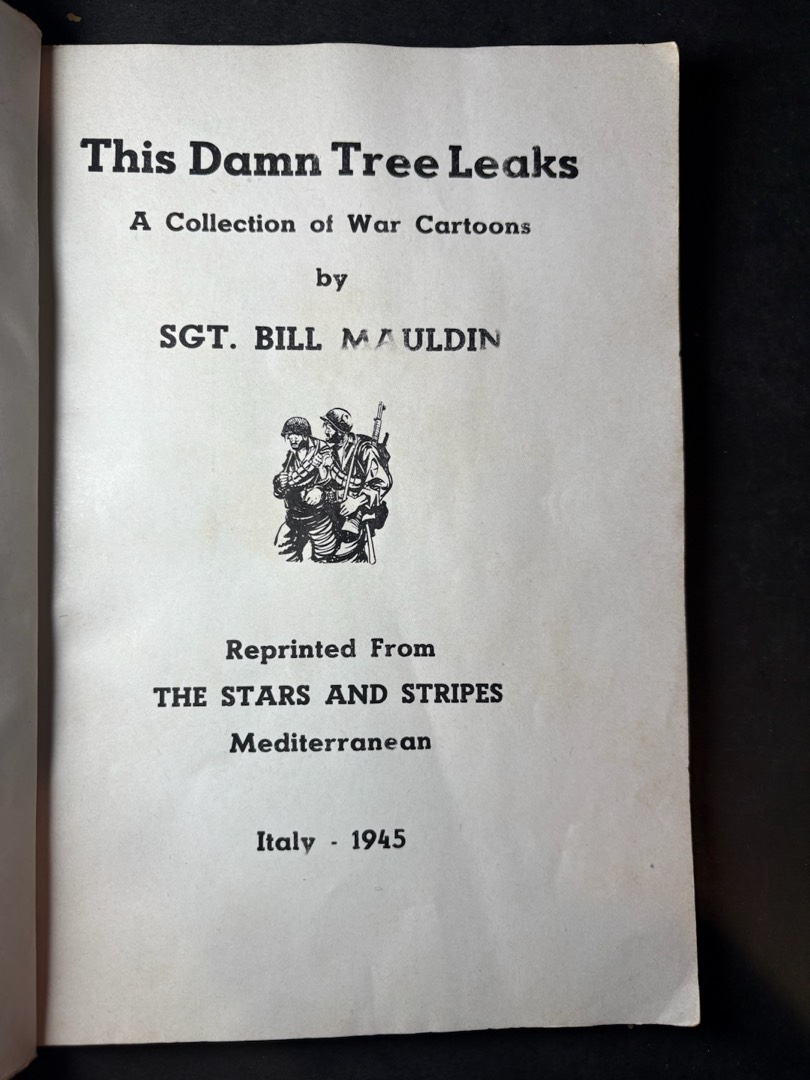 This Damn Tree Leaks
A Collection of War Cartoons
by
SGT. BILL MAULDIN
Reprinted From
THE STARS AND STRIPES
Mediterranean
Italy - 1945